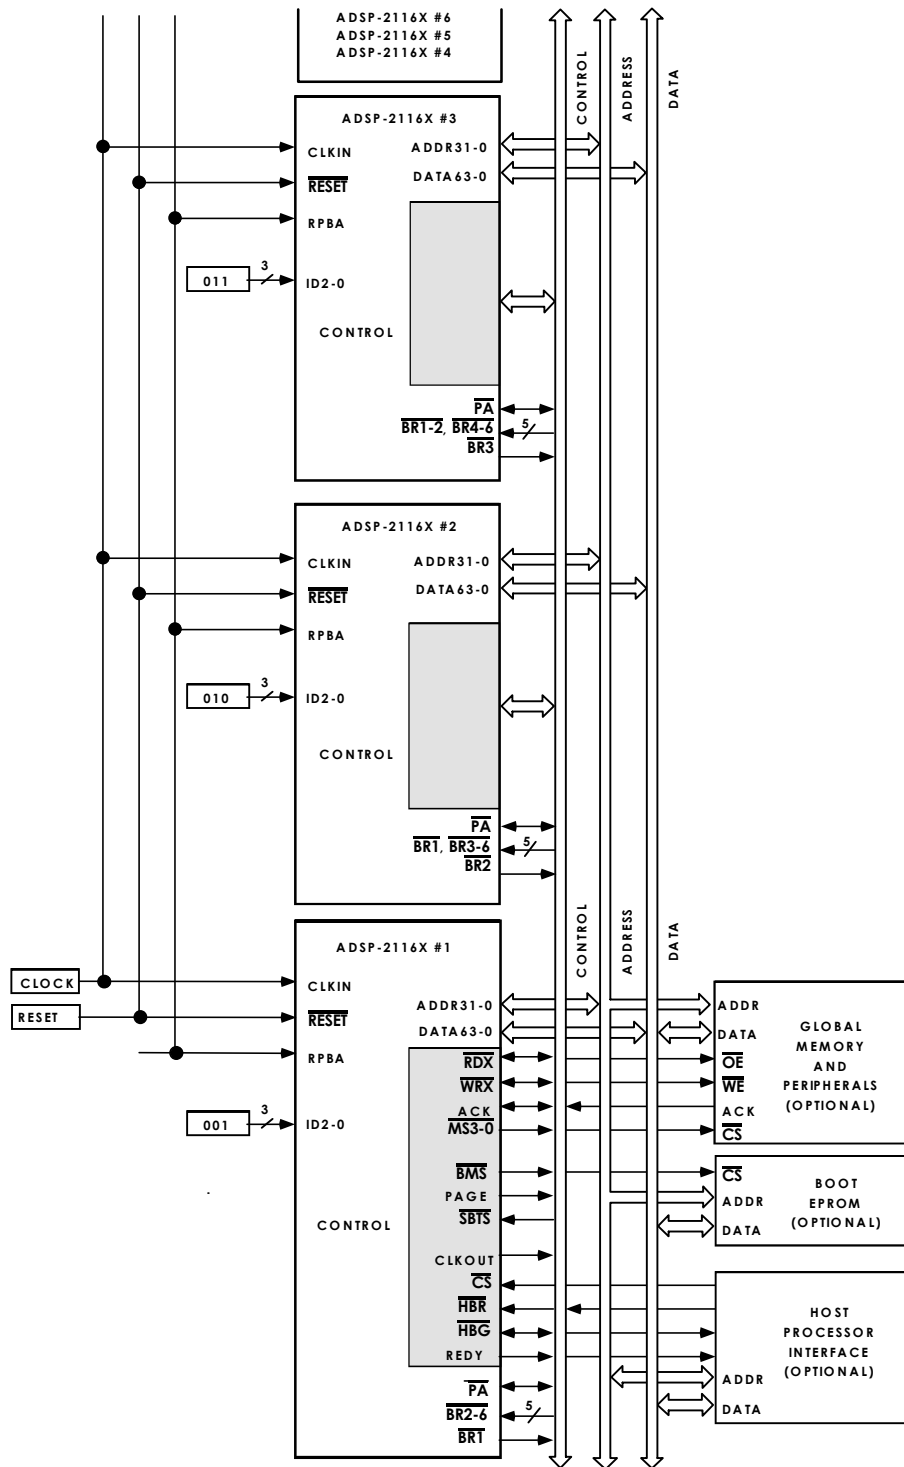 ADSP-2116X #6
ADSP-2116X #5
ADSP-2116X #4
CONTROL
ADDRESS
DATA
ADSP-2116X #3
CLKIN
ADDR31-0
RESET
DATA63-0
RPBA
011
3
ID2-0
CONTROL
PA
BR1-2, BR4-6
5
BR3
ADSP-2116X #2
CLKIN
ADDR31-0
RESET
DATA63-0
RPBA
010
3
ID2-0
CONTROL
PA
BR1, BR3-6
5
BR2
CONTROL
ADDRESS
DATA
ADSP-2116X #1
CLOCK
CLKIN
RESET
RESET
ADDR31-0
DATA63-0
RPBA
001
3
ID2-0
CONTROL
RDX
WRX
ACK
MS3-0
BMS
PAGE
SBTS
CLKOUT
CS
HBR
HBG
REDY
PA
BR2-6
5
BR1
ADDR
DATA
OE
WE
ACK
CS
GLOBAL
MEMORY
AND
PERIPHERALS
(OPTIONAL)
CS
ADDR
DATA
BOOT
EPROM
(OPTIONAL)
HOST
PROCESSOR
INTERFACE
(OPTIONAL)
ADDR
DATA